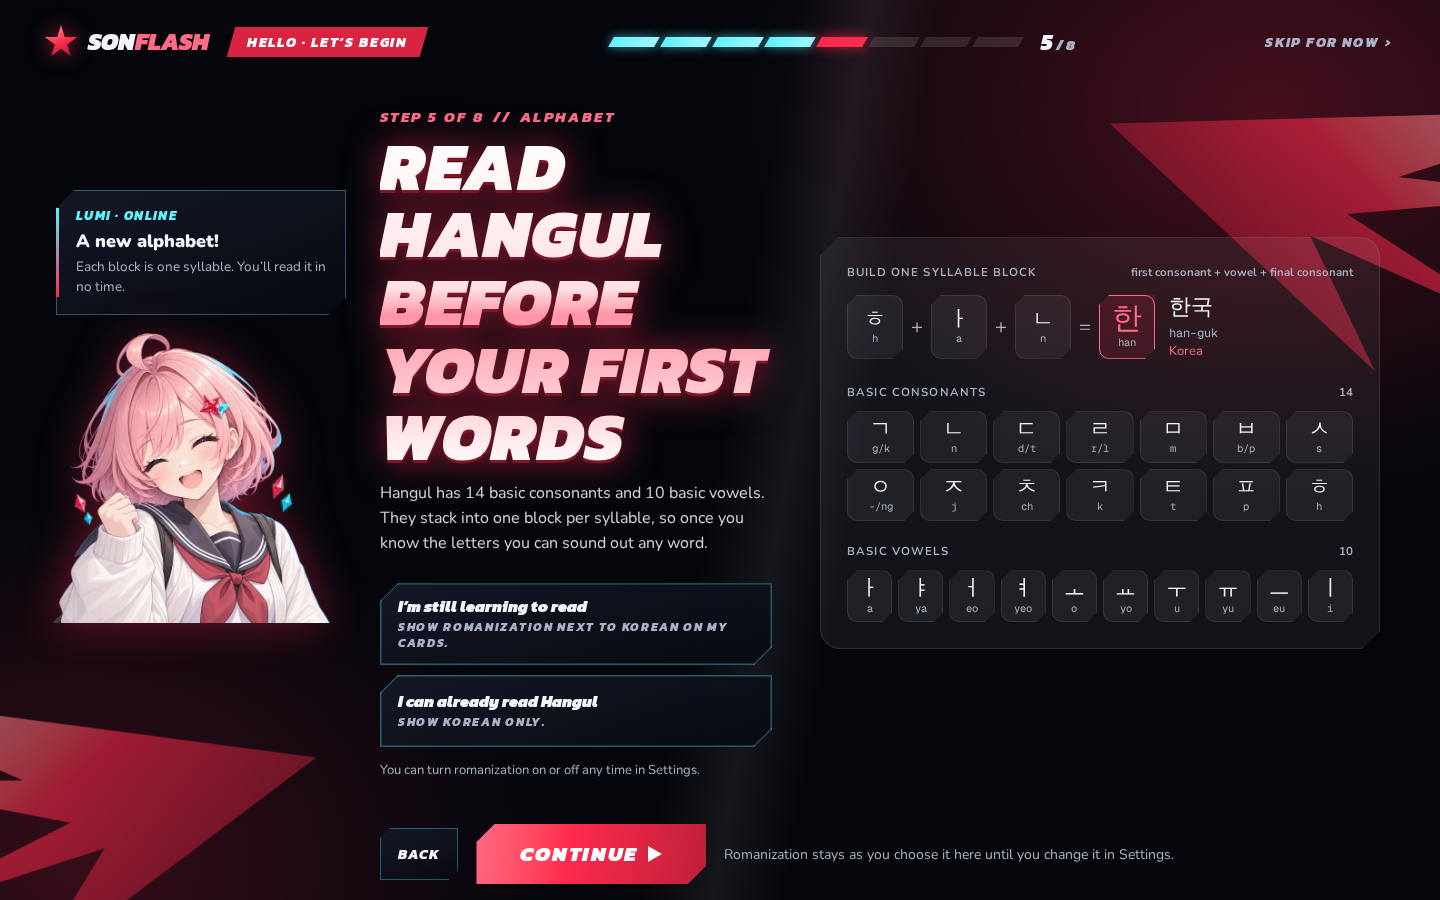 SONFLASH
HELLO · LET'S BEGIN
5 / 8
SKIP FOR NOW >
STEP 5 OF 8 // ALPHABET
READ
HANGUL
BEFORE
YOUR FIRST
WORDS
LUMI · ONLINE
A new alphabet!
Each block is one syllable. You'll read it in
no time.
Hangul has 14 basic consonants and 10 basic vowels.
They stack into one block per syllable, so once you
know the letters you can sound out any word.
I'm still learning to read
SHOW ROMANIZATION NEXT TO KOREAN ON MY
CARDS.
I can already read Hangul
SHOW KOREAN ONLY.
You can turn romanization on or off any time in Settings.
BUILD ONE SYLLABLE BLOCK
first consonant + vowel + final consonant
ㅎ + ㅏ + ㄴ = 한
h a n han
한국
han-guk
Korea
BASIC CONSONANTS 14
ㄱ ㄴ ㄷ ㄹ ㅁ ㅂ ㅅ
g/k n d/t r/l m b/p s
ㅇ ㅈ ㅊ ㅋ ㅌ ㅍ ㅎ
-/ng j ch k t p h
BASIC VOWELS 10
ㅏ ㅑ ㅓ ㅕ ㅗ ㅛ ㅜ ㅠ ㅡ ㅣ
a ya eo yeo o yo u yu eu i
BACK
CONTINUE ▶
Romanization stays as you choose it here until you change it in Settings.